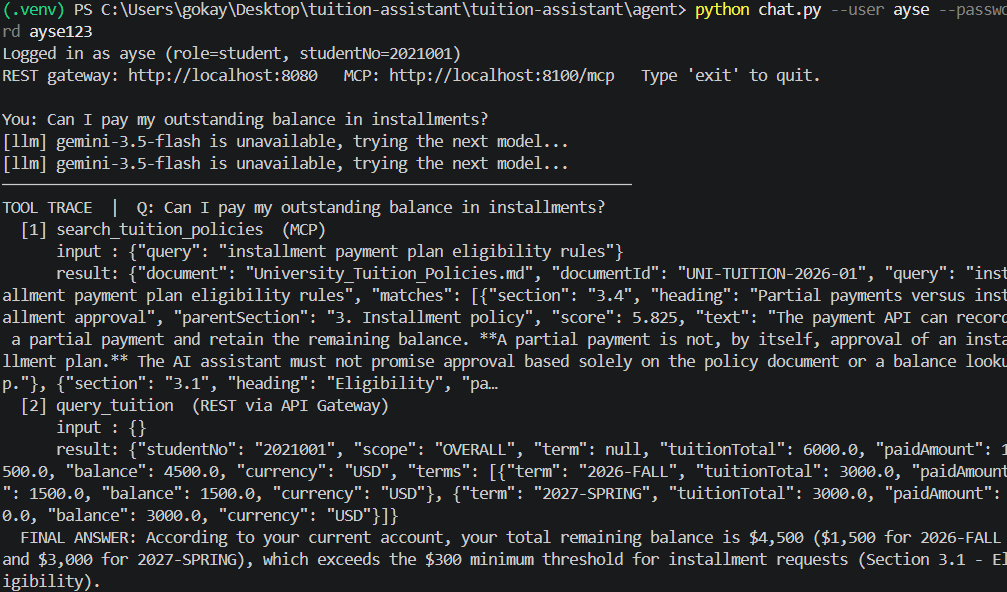 (.venv) PS C:\Users\gokay\Desktop\tuition-assistant\tuition-assistant\agent> python chat.py --user ayse --passwo
rd ayse123
Logged in as ayse (role=student, studentNo=2021001)
REST gateway: http://localhost:8080   MCP: http://localhost:8100/mcp   Type 'exit' to quit.
You: Can I pay my outstanding balance in installments?
[llm] gemini-3.5-flash is unavailable, trying the next model...
[llm] gemini-3.5-flash is unavailable, trying the next model...
TOOL TRACE  |  Q: Can I pay my outstanding balance in installments?
[1] search_tuition_policies  (MCP)
input : {"query": "installment payment plan eligibility rules"}
result: {"document": "University_Tuition_Policies.md", "documentId": "UNI-TUITION-2026-01", "query": "inst
allment payment plan eligibility rules", "matches": [{"section": "3.4", "heading": "Partial payments versus inst
allment approval", "parentSection": "3. Installment policy", "score": 5.825, "text": "The payment API can record
a partial payment and retain the remaining balance. **A partial payment is not, by itself, approval of an insta
llment plan.** The AI assistant must not promise approval based solely on the policy document or a balance looku
p."}, {"section": "3.1", "heading": "Eligibility", "pa…
[2] query_tuition  (REST via API Gateway)
input : {}
result: {"studentNo": "2021001", "scope": "OVERALL", "term": null, "tuitionTotal": 6000.0, "paidAmount": 1
500.0, "balance": 4500.0, "currency": "USD", "terms": [{"term": "2026-FALL", "tuitionTotal": 3000.0, "paidAmount
": 1500.0, "balance": 1500.0, "currency": "USD"}, {"term": "2027-SPRING", "tuitionTotal": 3000.0, "paidAmount":
0.0, "balance": 3000.0, "currency": "USD"}]}
FINAL ANSWER: According to your current account, your total remaining balance is $4,500 ($1,500 for 2026-FALL
and $3,000 for 2027-SPRING), which exceeds the $300 minimum threshold for installment requests (Section 3.1 - El
igibility).